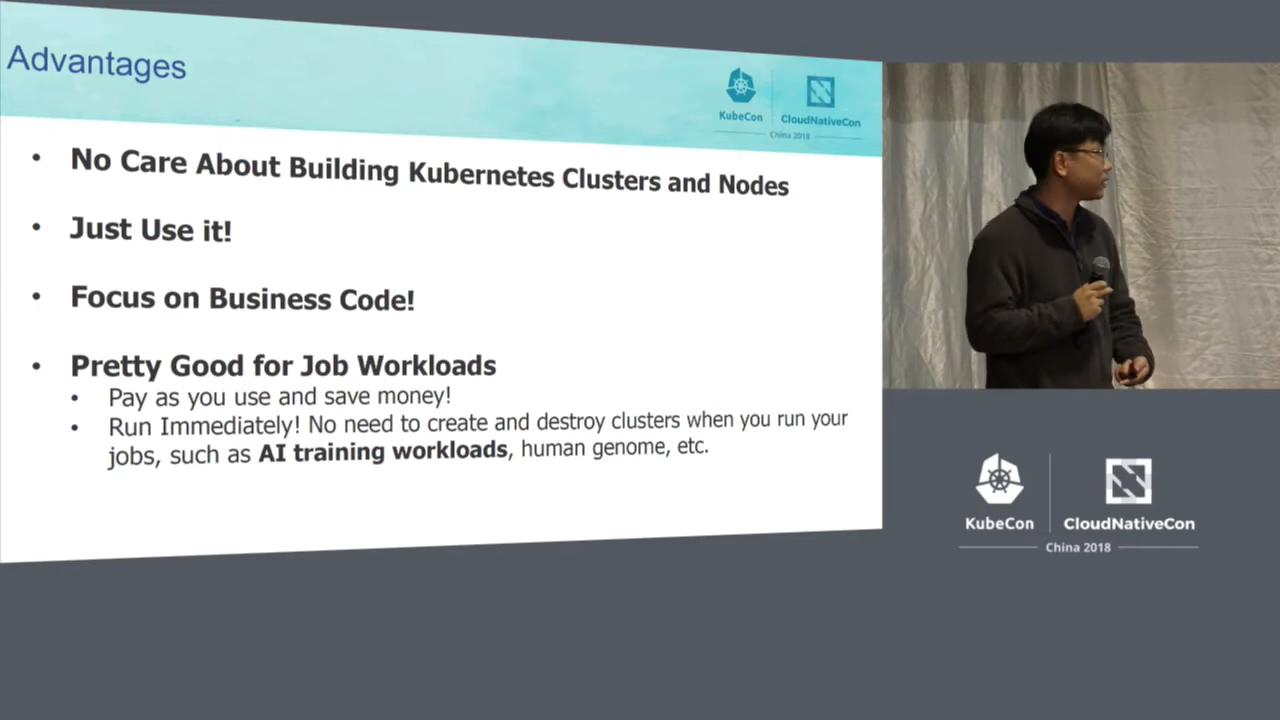 Advantages
KubeCon
CloudNativeCon
China 2018
• No Care About Building Kubernetes Clusters and Nodes
• Just Use it!
• Focus on Business Code!
• Pretty Good for Job Workloads
• Pay as you use and save money!
• Run Immediately! No need to create and destroy clusters when you run your
jobs, such as AI training workloads, human genome, etc.
KubeCon
CloudNativeCon
China 2018